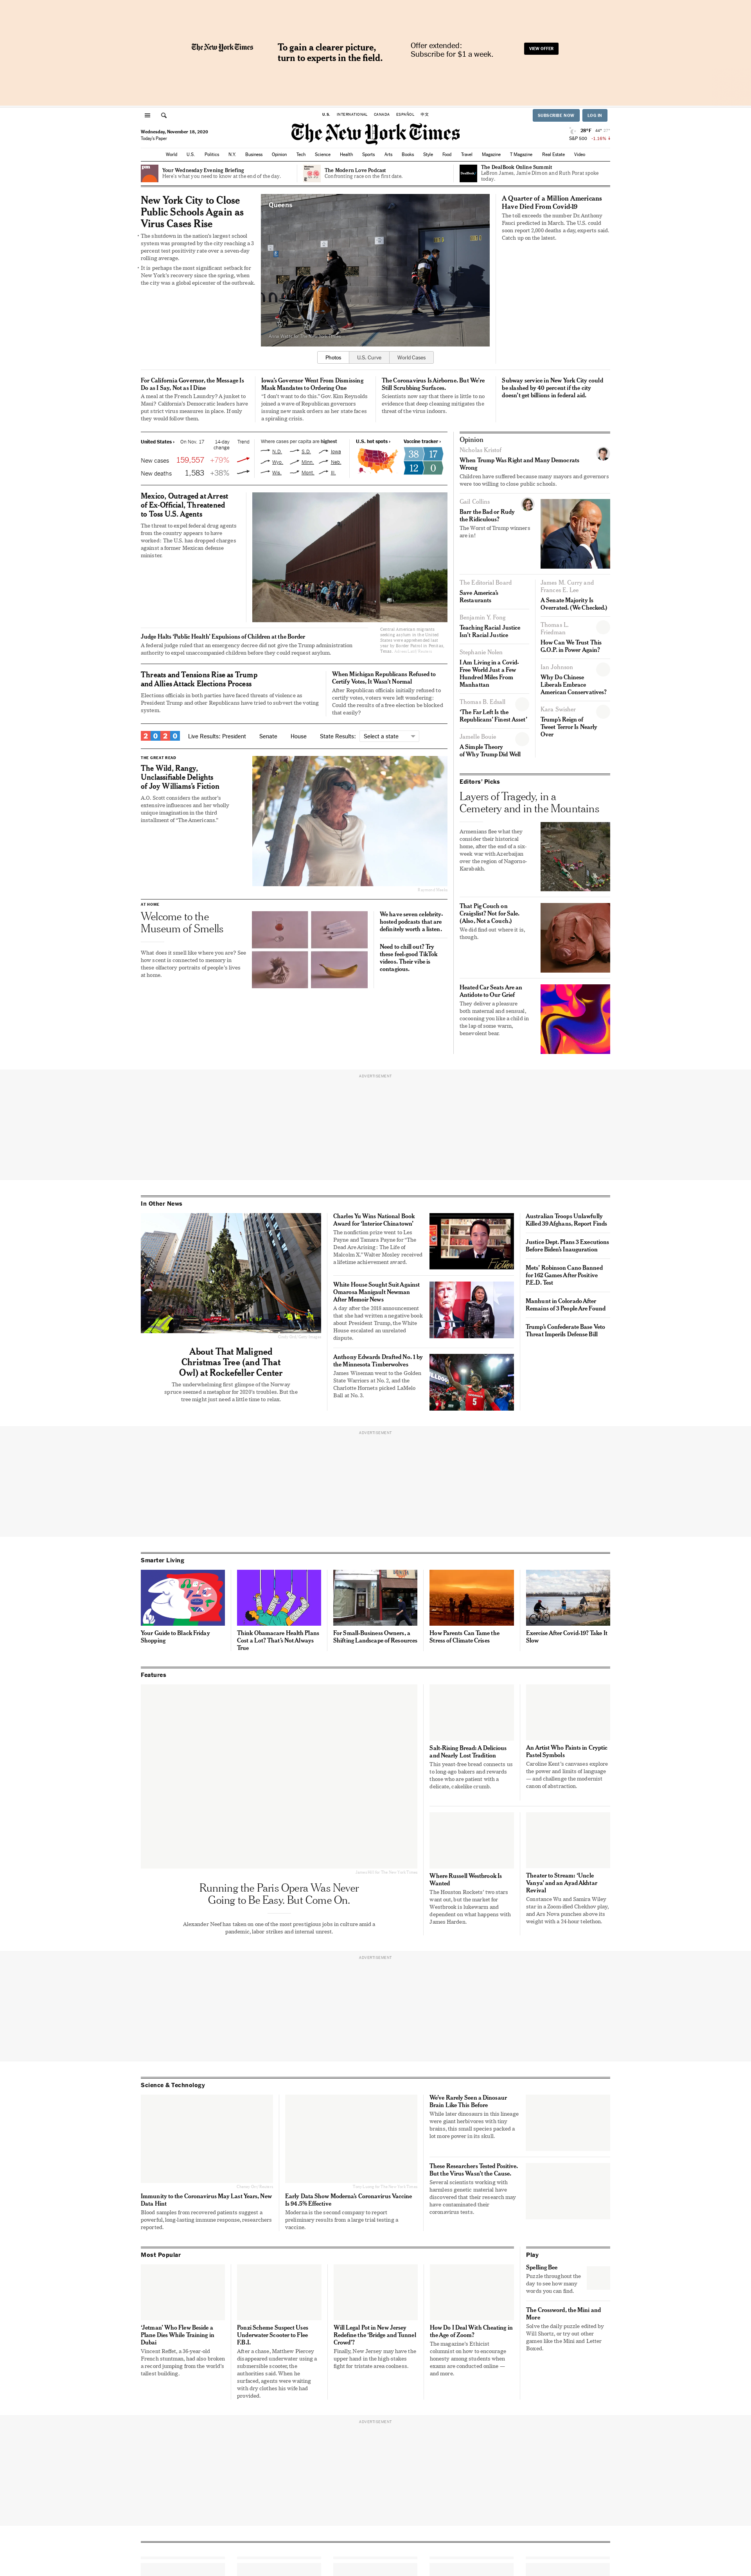 The New York Times
To gain a clearer picture,
turn to experts in the field.
Offer extended:
Subscribe for $1 a week.
VIEW OFFER
U.S. INTERNATIONAL CANADA ESPAÑOL 中文
SUBSCRIBE NOW LOG IN
Wednesday, November 18, 2020
Today's Paper
The New York Times
S&P 500 -1.16%
World U.S. Politics N.Y. Business Opinion Tech Science Health Sports Arts Books Style Food Travel Magazine T Magazine Real Estate Video
Your Wednesday Evening Briefing
Here's what you need to know at the end of the day.
The Modern Love Podcast
Confronting race on the first date.
The DealBook Online Summit
LeBron James, Jamie Dimon and Ruth Porat spoke
today.
New York City to Close
Public Schools Again as
Virus Cases Rise
The shutdown in the nation's largest school
system was prompted by the city reaching a 3
percent test positivity rate over a seven-day
rolling average.
It is perhaps the most significant setback for
New York's recovery since the spring, when
the city was a global epicenter of the outbreak.
Queens
Photos U.S. Curve World Cases
A Quarter of a Million Americans
Have Died From Covid-19
The toll exceeds the number Dr. Anthony
Fauci predicted in March. The U.S. could
soon report 2,000 deaths a day, experts said.
Catch up on the latest.
For California Governor, the Message Is
Do as I Say, Not as I Dine
A meal at the French Laundry? A junket to
Maui? California's Democratic leaders have
put strict virus measures in place. If only
they would follow them.
Iowa's Governor Went From Dismissing
Mask Mandates to Ordering One
"I don't want to do this." Gov. Kim Reynolds
joined a wave of Republican governors
issuing new mask orders as her state faces
a spiraling crisis.
The Coronavirus Is Airborne. But We're
Still Scrubbing Surfaces.
Scientists now say that there is little to no
evidence that deep cleaning mitigates the
threat of the virus indoors.
Subway service in New York City could
be slashed by 40 percent if the city
doesn't get billions in federal aid.
United States › On Nov. 17 14-day
change Trend
New cases 159,557 +79%
New deaths 1,583 +38%
Where cases per capita are highest
N.D. S.D. Iowa
Wyo. Minn. Neb.
Wis. Mont. Ill.
U.S. hot spots ›
Vaccine tracker ›
38 17
12 0
Mexico, Outraged at Arrest
of Ex-Official, Threatened
to Toss U.S. Agents
The threat to expel federal drug agents
from the country appears to have
worked: The U.S. has dropped charges
against a former Mexican defense
minister.
Central American migrants
seeking asylum in the United
States were apprehended last
year by Border Patrol in Penitas,
Texas.
Judge Halts 'Public Health' Expulsions of Children at the Border
A federal judge ruled that an emergency decree did not give the Trump administration
authority to expel unaccompanied children before they could request asylum.
Threats and Tensions Rise as Trump
and Allies Attack Elections Process
Elections officials in both parties have faced threats of violence as
President Trump and other Republicans have tried to subvert the voting
system.
When Michigan Republicans Refused to
Certify Votes, It Wasn't Normal
After Republican officials initially refused to
certify votes, voters were left wondering:
Could the results of a free election be blocked
that easily?
2020 Live Results: President Senate House State Results: Select a state
THE GREAT READ
The Wild, Rangy,
Unclassifiable Delights
of Joy Williams's Fiction
A.O. Scott considers the author's
extensive influences and her wholly
unique imagination in the third
installment of "The Americans."
AT HOME
Welcome to the
Museum of Smells
What does it smell like where you are? See
how scent is connected to memory in
these olfactory portraits of people's lives
at home.
We have seven celebrity-
hosted podcasts that are
definitely worth a listen.
Need to chill out? Try
these feel-good TikTok
videos. Their vibe is
contagious.
Opinion
Nicholas Kristof
When Trump Was Right and Many Democrats
Wrong
Children have suffered because many mayors and governors
were too willing to close public schools.
Gail Collins
Barr the Bad or Rudy
the Ridiculous?
The Worst of Trump winners
are in!
The Editorial Board
Save America's
Restaurants
Benjamin Y. Fong
Teaching Racial Justice
Isn't Racial Justice
Stephanie Nolen
I Am Living in a Covid-
Free World Just a Few
Hundred Miles From
Manhattan
Thomas B. Edsall
'The Far Left Is the
Republicans' Finest Asset'
Jamelle Bouie
A Simple Theory
of Why Trump Did Well
James M. Curry and
Frances E. Lee
A Senate Majority Is
Overrated. (We Checked.)
Thomas L.
Friedman
How Can We Trust This
G.O.P. in Power Again?
Ian Johnson
Why Do Chinese
Liberals Embrace
American Conservatives?
Kara Swisher
Trump's Reign of
Tweet Terror Is Nearly
Over
Editors' Picks
Layers of Tragedy, in a
Cemetery and in the Mountains
Armenians flee what they
consider their historical
home, after the end of a six-
week war with Azerbaijan
over the region of Nagorno-
Karabakh.
That Pig Couch on
Craigslist? Not for Sale.
(Also, Not a Couch.)
We did find out where it is,
though.
Heated Car Seats Are an
Antidote to Our Grief
They deliver a pleasure
both maternal and sensual,
cocooning you like a child in
the lap of some warm,
benevolent bear.
ADVERTISEMENT
In Other News
About That Maligned
Christmas Tree (and That
Owl) at Rockefeller Center
The underwhelming first glimpse of the Norway
spruce seemed a metaphor for 2020's troubles. But the
tree might just need a little time to relax.
Charles Yu Wins National Book
Award for 'Interior Chinatown'
The nonfiction prize went to Les
Payne and Tamara Payne for "The
Dead Are Arising: The Life of
Malcolm X." Walter Mosley received
a lifetime achievement award.
White House Sought Suit Against
Omarosa Manigault Newman
After Memoir News
A day after the 2018 announcement
that she had written a negative book
about President Trump, the White
House escalated an unrelated
dispute.
Anthony Edwards Drafted No. 1 by
the Minnesota Timberwolves
James Wiseman went to the Golden
State Warriors at No. 2, and the
Charlotte Hornets picked LaMelo
Ball at No. 3.
Australian Troops Unlawfully
Killed 39 Afghans, Report Finds
Justice Dept. Plans 3 Executions
Before Biden's Inauguration
Mets' Robinson Cano Banned
for 162 Games After Positive
P.E.D. Test
Manhunt in Colorado After
Remains of 3 People Are Found
Trump's Confederate Base Veto
Threat Imperils Defense Bill
ADVERTISEMENT
Smarter Living
Your Guide to Black Friday
Shopping
Think Obamacare Health Plans
Cost a Lot? That's Not Always
True
For Small-Business Owners, a
Shifting Landscape of Resources
How Parents Can Tame the
Stress of Climate Crises
Exercise After Covid-19? Take It
Slow
Features
Running the Paris Opera Was Never
Going to Be Easy. But Come On.
Alexander Neef has taken on one of the most prestigious jobs in culture amid a
pandemic, labor strikes and internal unrest.
Salt-Rising Bread: A Delicious
and Nearly Lost Tradition
This yeast-free bread connects us
to long-ago bakers and rewards
those who are patient with a
delicate, cakelike crumb.
An Artist Who Paints in Cryptic
Pastel Symbols
Caroline Kent's canvases explore
the power and limits of language
— and challenge the modernist
canon of abstraction.
Where Russell Westbrook Is
Wanted
The Houston Rockets' two stars
want out, but the market for
Westbrook is lukewarm and
dependent on what happens with
James Harden.
Theater to Stream: 'Uncle
Vanya' and an Ayad Akhtar
Revival
Constance Wu and Samira Wiley
star in a Zoom-ified Chekhov play,
and Ars Nova punches above its
weight with a 24-hour telethon.
ADVERTISEMENT
Science & Technology
Immunity to the Coronavirus May Last Years, New
Data Hint
Blood samples from recovered patients suggest a
powerful, long-lasting immune response, researchers
reported.
Early Data Show Moderna's Coronavirus Vaccine
Is 94.5% Effective
Moderna is the second company to report
preliminary results from a large trial testing a
vaccine.
We've Rarely Seen a Dinosaur
Brain Like This Before
While later dinosaurs in this lineage
were giant herbivores with tiny
brains, this small species packed a
lot more power in its skull.
These Researchers Tested Positive.
But the Virus Wasn't the Cause.
Several scientists working with
harmless genetic material have
discovered that their research may
have contaminated their
coronavirus tests.
Most Popular
'Jetman' Who Flew Beside a
Plane Dies While Training in
Dubai
Vincent Reffet, a 36-year-old
French stuntman, had also broken
a record jumping from the world's
tallest building.
Ponzi Scheme Suspect Uses
Underwater Scooter to Flee
F.B.I.
After a chase, Matthew Piercey
disappeared underwater using a
submersible scooter, the
authorities said. When he
surfaced, agents were waiting
with dry clothes his wife had
provided.
Will Legal Pot in New Jersey
Redefine the 'Bridge and Tunnel
Crowd'?
Finally, New Jersey may have the
upper hand in the high-stakes
fight for tristate area coolness.
How Do I Deal With Cheating in
the Age of Zoom?
The magazine's Ethicist
columnist on how to encourage
honesty among students when
exams are conducted online —
and more.
Play
Spelling Bee
Puzzle throughout the
day to see how many
words you can find.
The Crossword, the Mini and
More
Solve the daily puzzle edited by
Will Shortz, or try out other
games like the Mini and Letter
Boxed.
ADVERTISEMENT